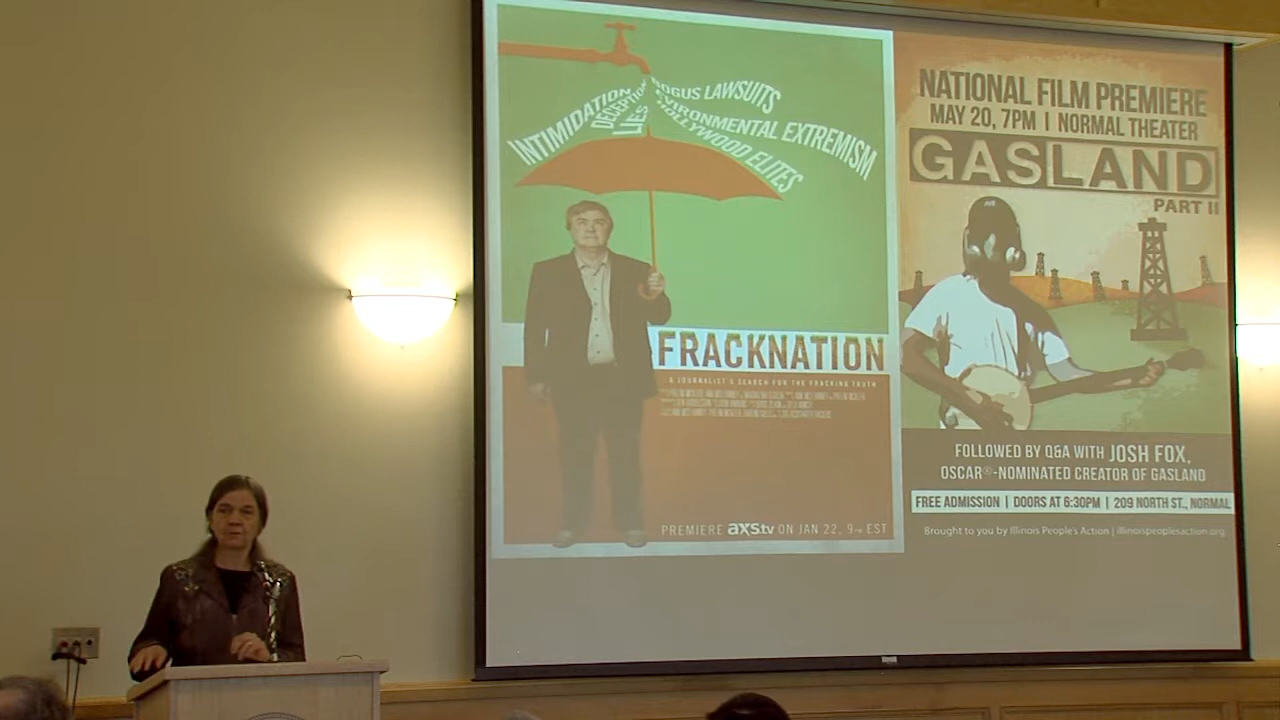 INTIMIDATION
DECEPTION
LIES
BOGUS LAWSUITS
ENVIRONMENTAL EXTREMISM
HOLLYWOOD ELITES
FRACKNATION
A JOURNALIST'S SEARCH FOR THE FRACKING TRUTH
PREMIERE axs.tv ON JAN 22, 9PM EST
NATIONAL FILM PREMIERE
MAY 20, 7PM | NORMAL THEATER
GASLAND
PART II
FOLLOWED BY Q&A WITH JOSH FOX,
OSCAR®-NOMINATED CREATOR OF GASLAND
FREE ADMISSION | DOORS AT 6:30PM | 209 NORTH ST., NORMAL
Brought to you by Illinois People's Action | illinoispeoplesaction.org